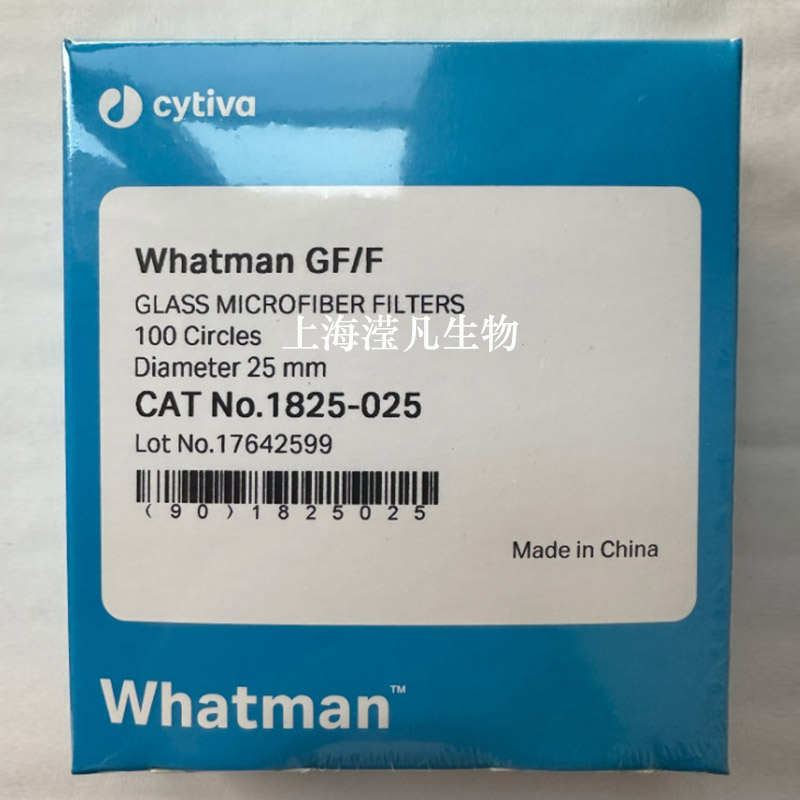 cytiva
Whatman GF/F
GLASS MICROFIBER FILTERS
100 Circles
上海滢凡生物
Diameter 25 mm
CAT No.1825-025
Lot No.17642599
(90)1825025
Made in China
Whatman™